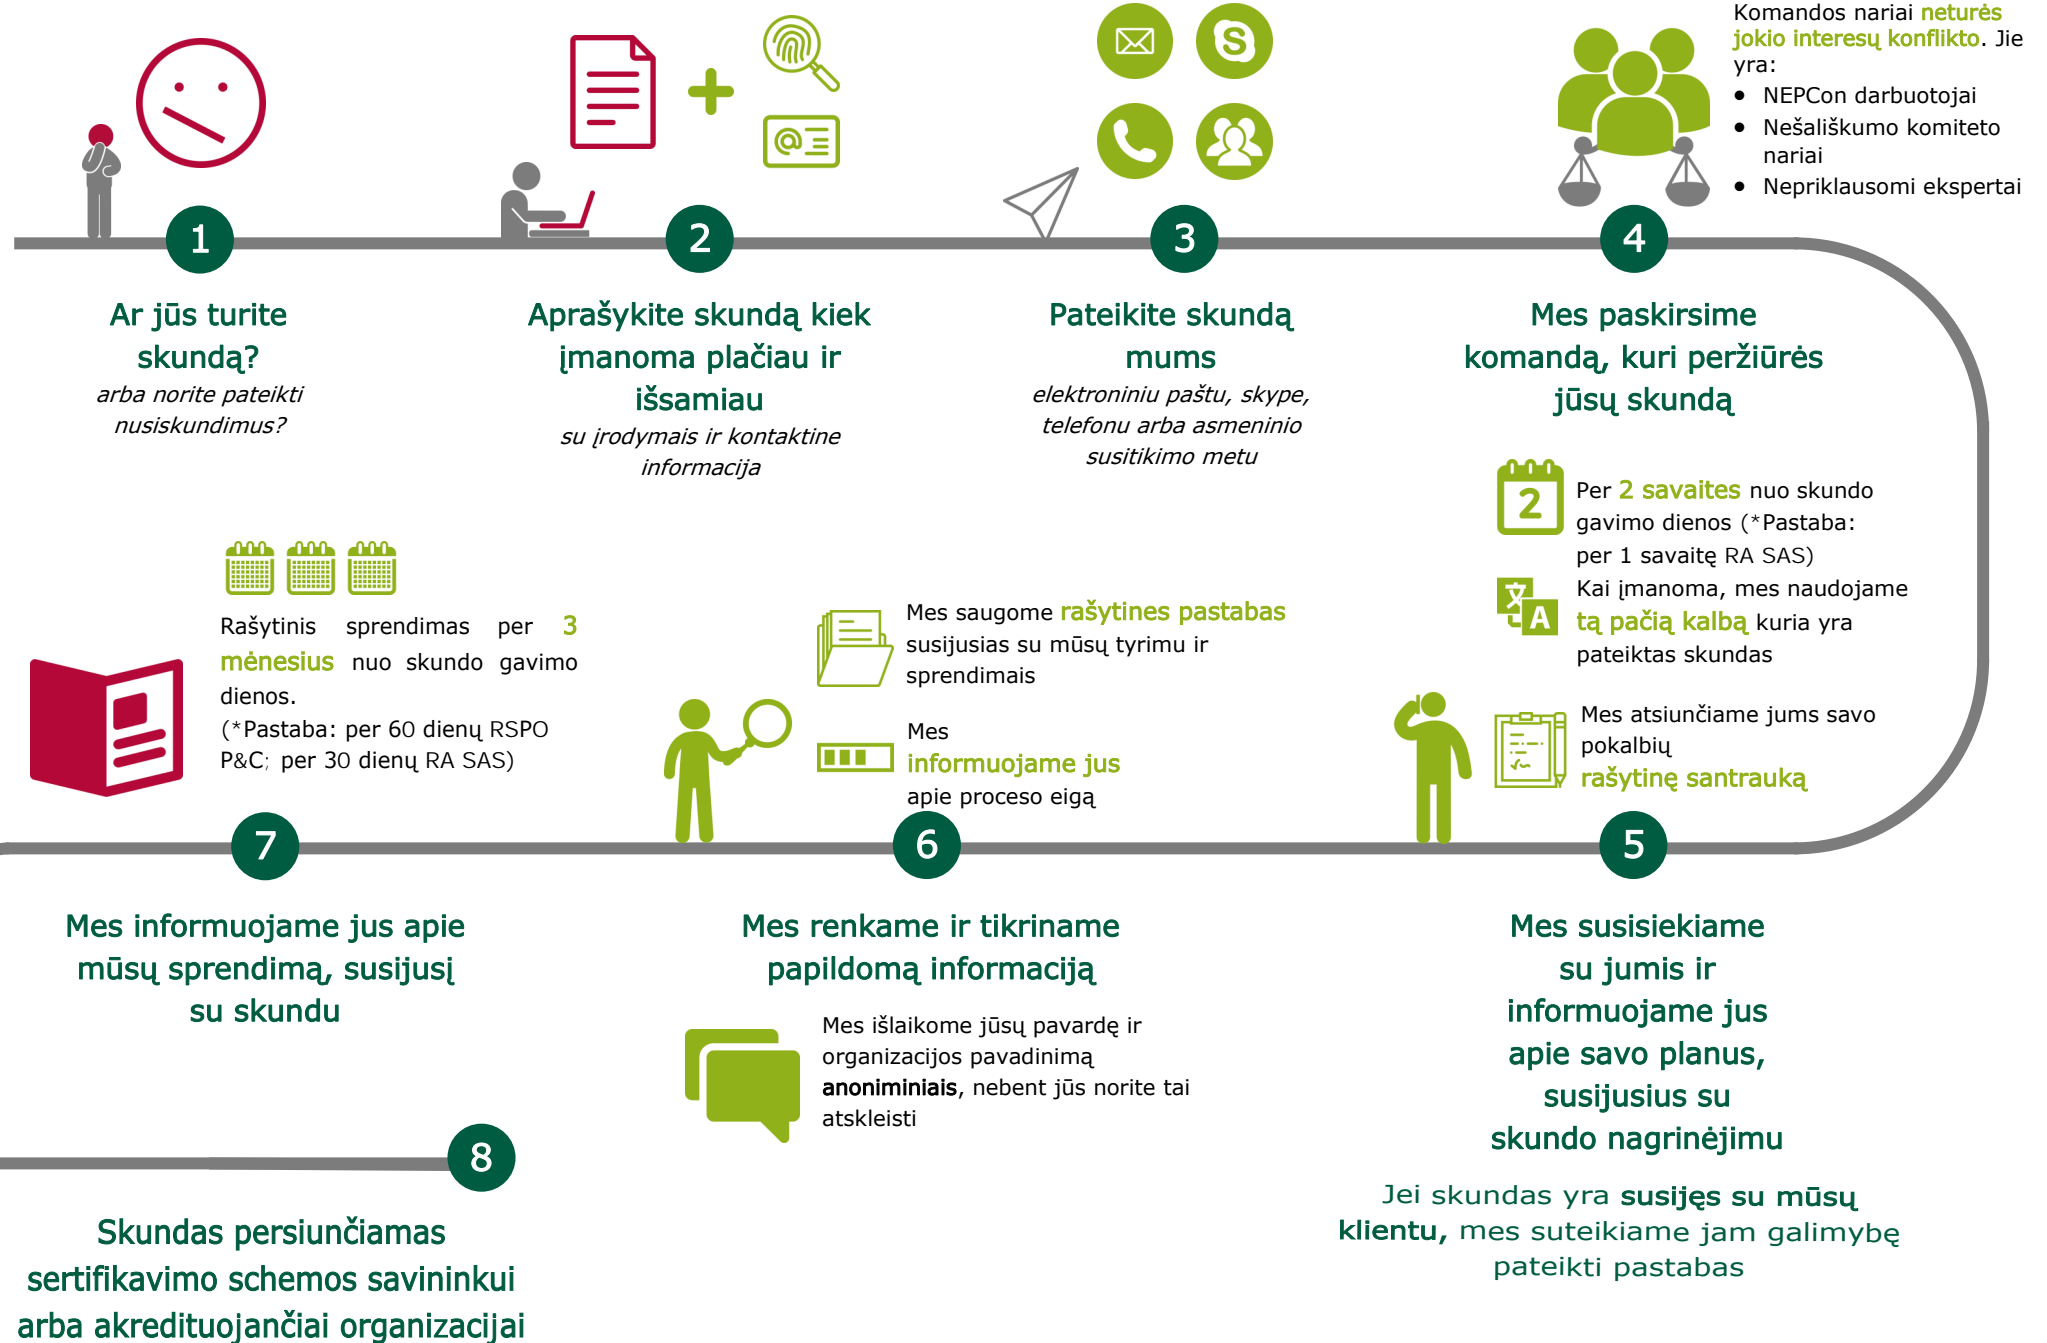 Komandos nariai neturės
jokio interesų konflikto. Jie
yra:
• NEPCon darbuotojai
• Nešališkumo komiteto
nariai
• Nepriklausomi ekspertai
1
2
3
4
Ar jūs turite
skundą?
arba norite pateikti
nusiskundimus?
Aprašykite skundą kiek
įmanoma plačiau ir
išsamiau
su įrodymais ir kontaktine
informacija
Pateikite skundą
mums
elektroniniu paštu, skype,
telefonu arba asmeninio
susitikimo metu
Mes paskirsime
komandą, kuri peržiūrės
jūsų skundą
2
Per 2 savaites nuo skundo
gavimo dienos (*Pastaba:
per 1 savaitę RA SAS)
Kai įmanoma, mes naudojame
tą pačią kalbą kuria yra
pateiktas skundas
Mes atsiunčiame jums savo
pokalbių
rašytinę santrauką
5
Mes susisiekiame
su jumis ir
informuojame jus
apie savo planus,
susijusius su
skundo nagrinėjimu
Jei skundas yra susijęs su mūsų
klientu, mes suteikiame jam galimybę
pateikti pastabas
Mes saugome rašytines pastabas
susijusias su mūsų tyrimu ir
sprendimais
Mes
informuojame jus
apie proceso eigą
6
Mes renkame ir tikriname
papildomą informaciją
Mes išlaikome jūsų pavardę ir
organizacijos pavadinimą
anoniminiais, nebent jūs norite tai
atskleisti
Rašytinis sprendimas per 3
mėnesius nuo skundo gavimo
dienos.
(*Pastaba: per 60 dienų RSPO
P&C; per 30 dienų RA SAS)
7
Mes informuojame jus apie
mūsų sprendimą, susijusį
su skundu
8
Skundas persiunčiamas
sertifikavimo schemos savininkui
arba akredituojančiai organizacijai